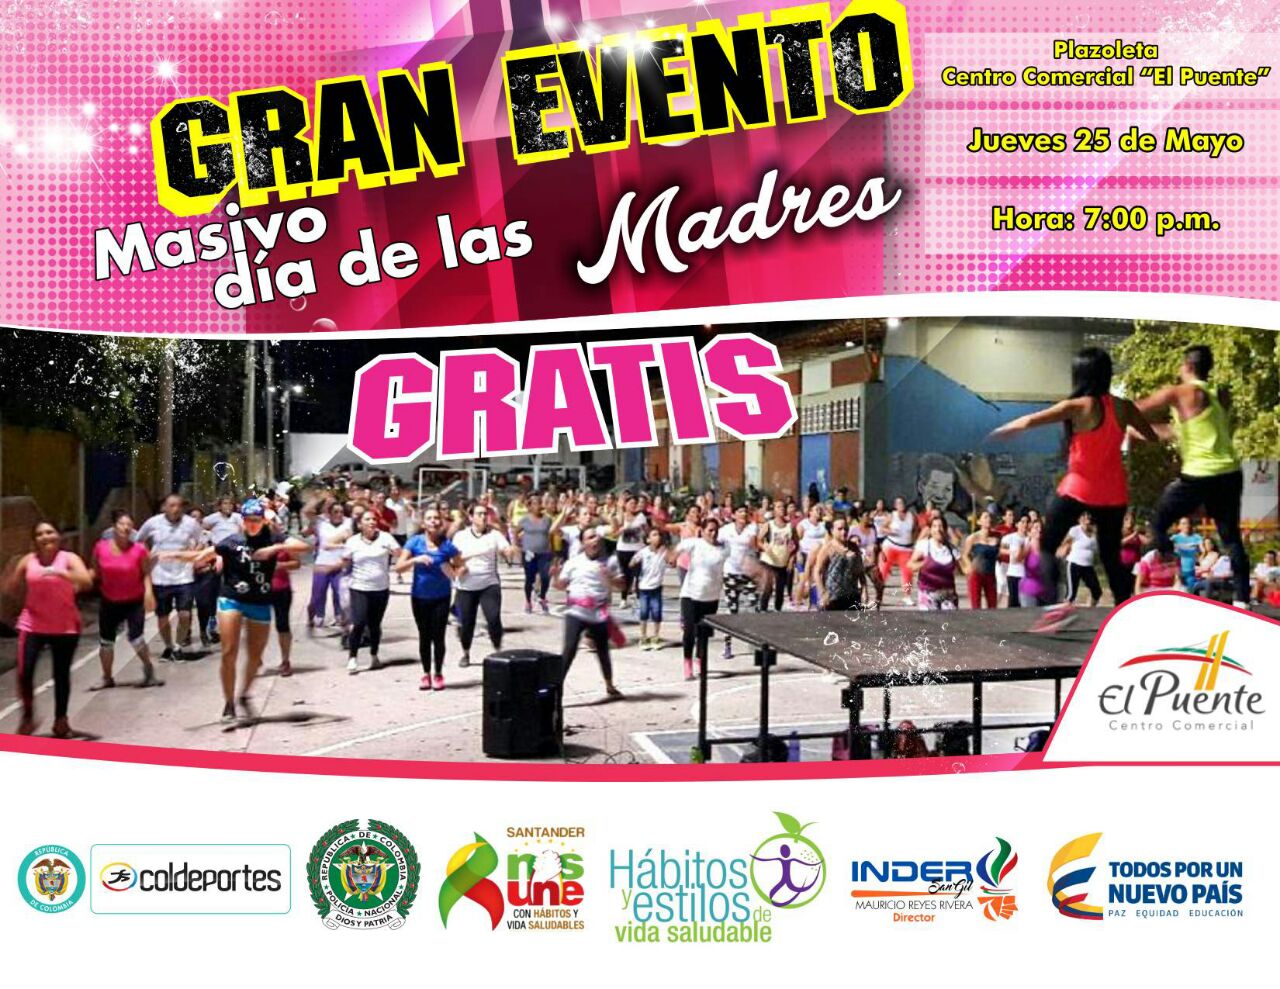 GRAN EVENTO
Masivo
día de las
Madres
Plazoleta
Centro Comercial "El Puente"
Jueves 25 de Mayo
Hora: 7:00 p.m.
GRATIS
El Puente
Centro Comercial
REPÚBLICA
DE COLOMBIA
coldeportes
REPUBLICA DE COLOMBIA
POLICIA NACIONAL
DIOS Y PATRIA
SANTANDER
nos
une
CON HÁBITOS Y
VIDA SALUDABLES
Hábitos
y estilos de
vida saludable
INDER
San Gil
MAURICIO REYES RIVERA
Director
TODOS POR UN
NUEVO PAÍS
PAZ EQUIDAD EDUCACIÓN